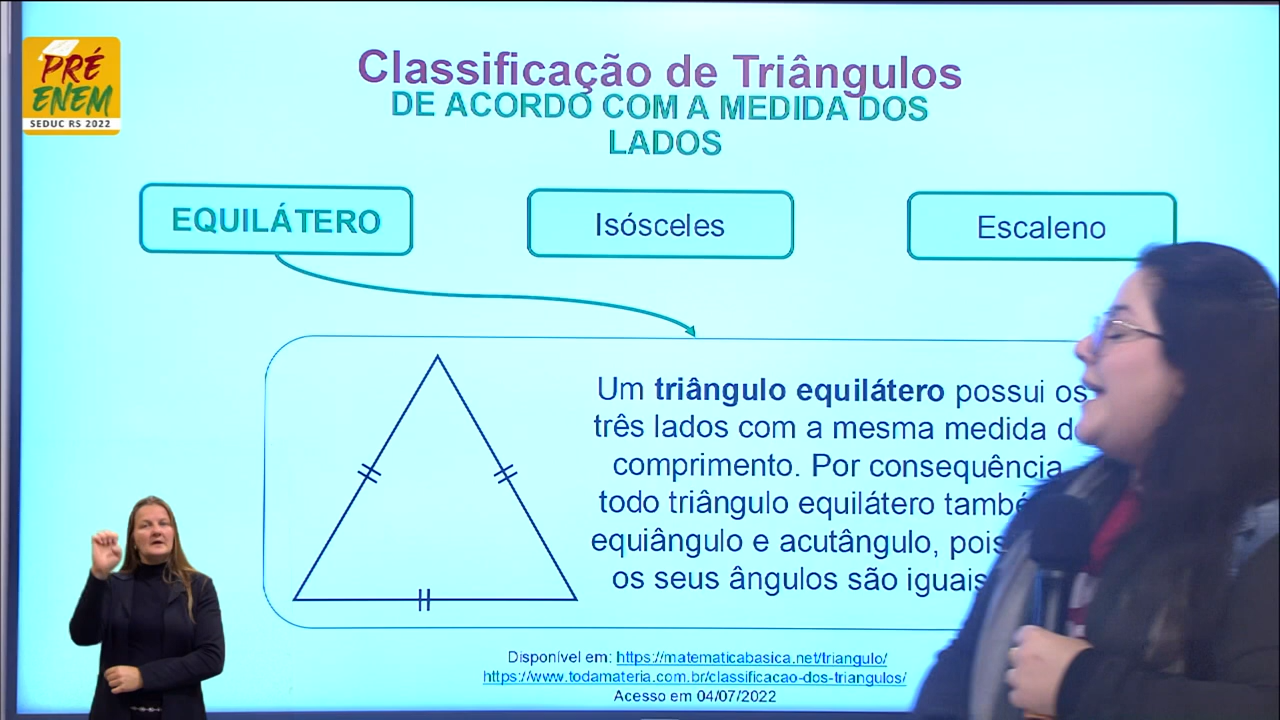 PRÉ
ENEM
SEDUC RS 2022
Classificação de Triângulos
DE ACORDO COM A MEDIDA DOS
LADOS
EQUILÁTERO
Isósceles
Escaleno
Um triângulo equilátero possui os
três lados com a mesma medida
comprimento. Por consequência
todo triângulo equilátero
equiângulo e acutângulo, pois
os seus ângulos são iguais
Disponível em: https://matematicabasica.net/triangulo/
https://www.todamateria.com.br/classificacao-dos-triangulos/
Acesso em 04/07/2022